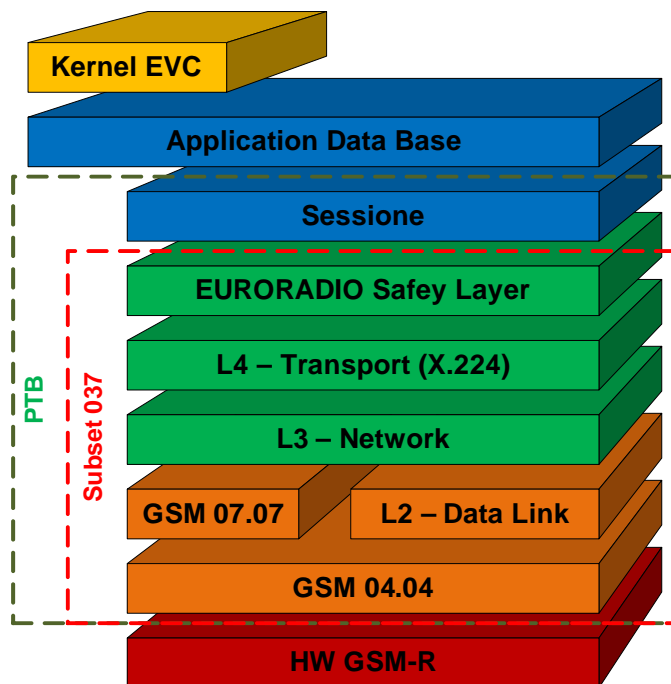 Kernel EVC
Application Data Base
Sessione
EURORADIO Safey Layer
L4 – Transport (X.224)
L3 – Network
GSM 07.07
L2 – Data Link
GSM 04.04
HW GSM-R
PTB
Subset 037